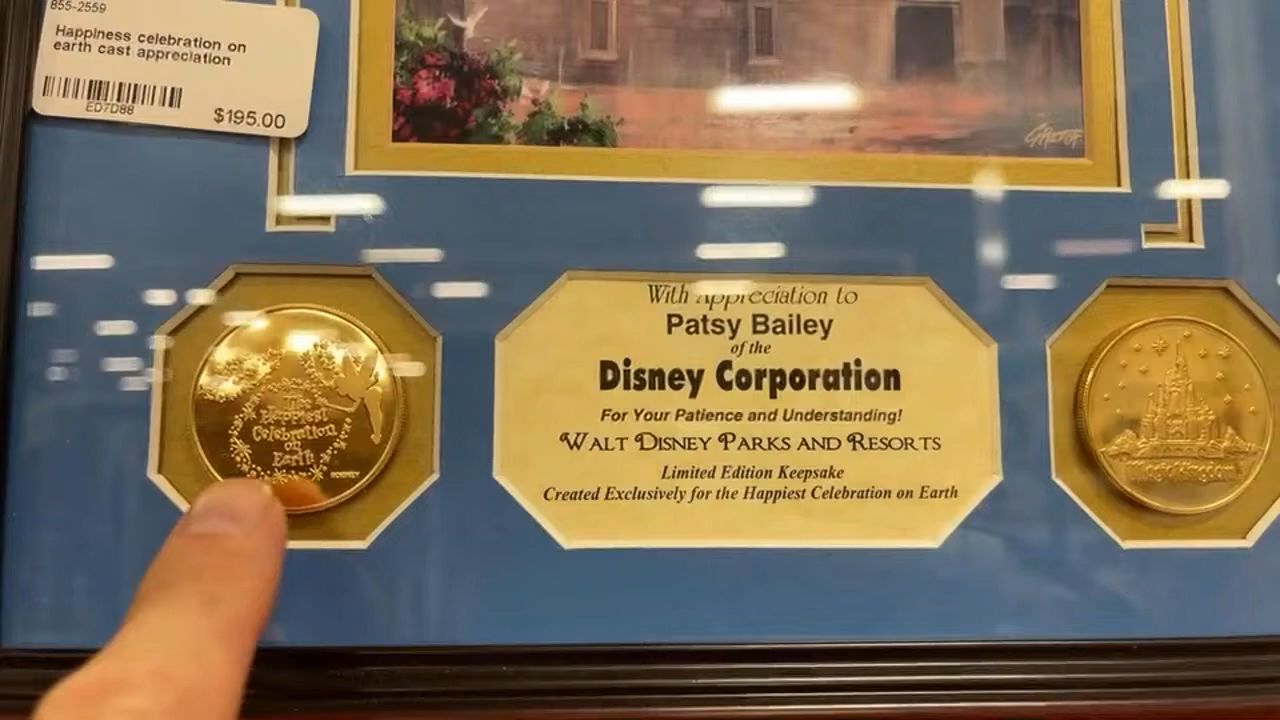 855-2559
Happiness celebration on
earth cast appreciation
ED7D88
$195.00
With Appreciation to
Patsy Bailey
of the
Disney Corporation
For Your Patience and Understanding!
WALT DISNEY PARKS AND RESORTS
Limited Edition Keepsake
Created Exclusively for the Happiest Celebration on Earth
The
Happiest
Celebration
on
Earth
Magic Kingdom